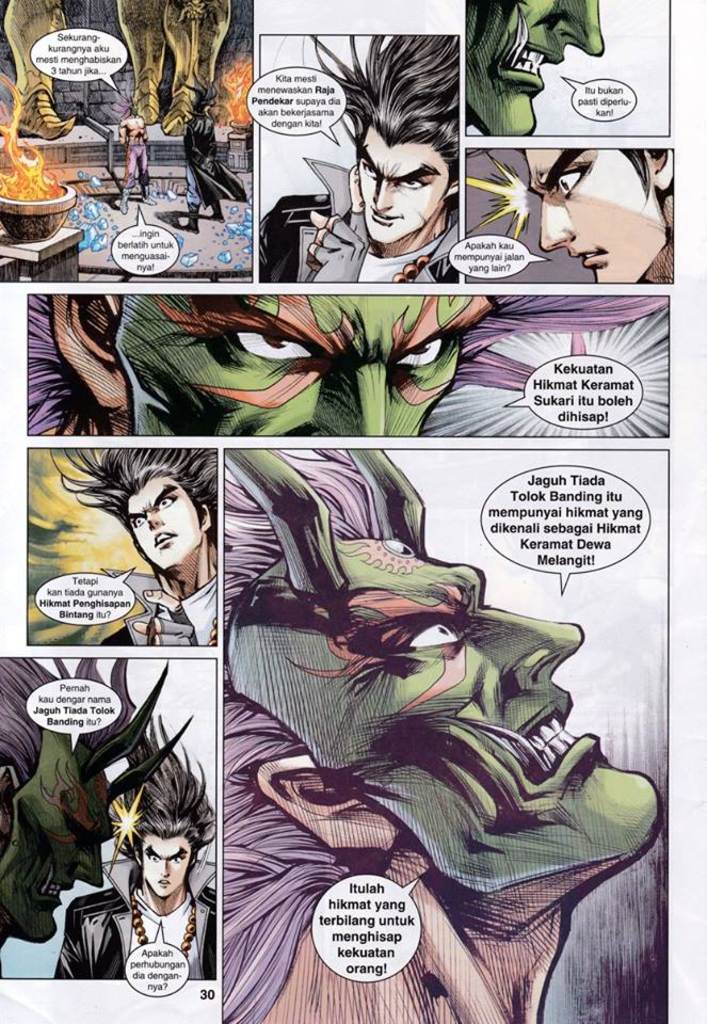 Sekurang-
kurangnya aku
mesti menghabiskan
3 tahun jika...
...ingin
berlatih untuk
menguasai-
nya!
Kita mesti
menewaskan Raja
Pendekar supaya dia
akan bekerjasama
dengan kita!
Itu bukan
pasti diperlu-
kan!
Apakah kau
mempunyai jalan
yang lain?
Kekuatan
Hikmat Keramat
Sukari itu boleh
dihisap!
Tetapi
kan tiada gunanya
Hikmat Penghisapan
Bintang itu?
Pernah
kau dengar nama
Jaguh Tiada Tolok
Banding itu?
Apakah
perhubungan
dia dengan-
nya?
Jaguh Tiada
Tolok Banding itu
mempunyai hikmat yang
dikenali sebagai Hikmat
Keramat Dewa
Melangit!
Itulah
hikmat yang
terbilang untuk
menghisap
kekuatan
orang!
30